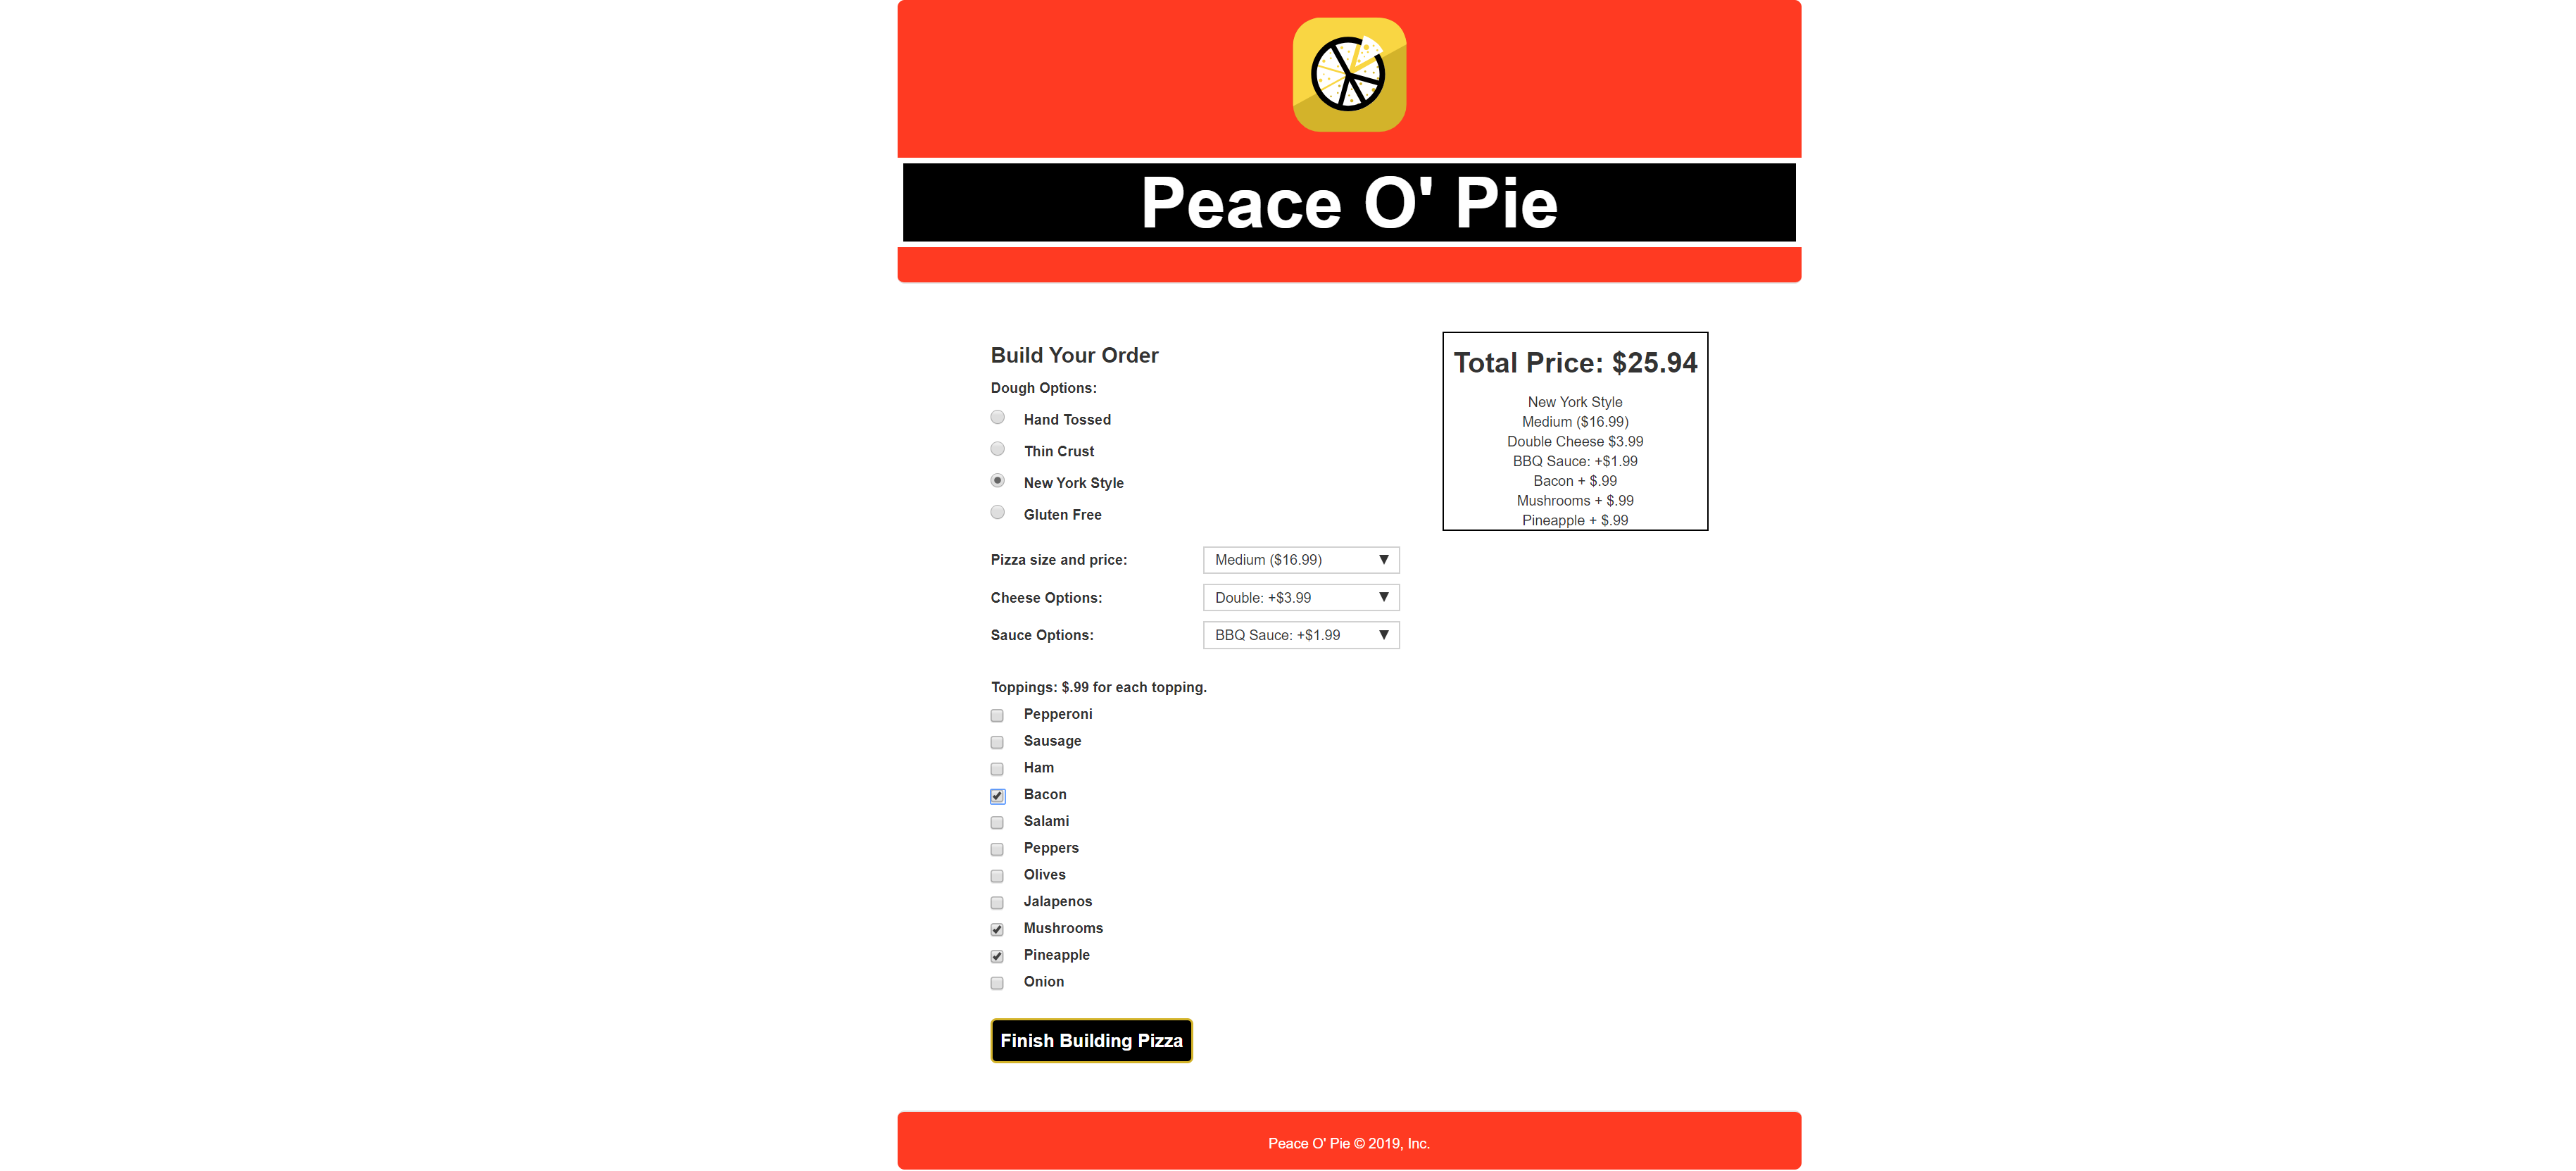 Peace O' Pie
Build Your Order
Dough Options:
Hand Tossed
Thin Crust
New York Style
Gluten Free
Pizza size and price:
Medium ($16.99)
Cheese Options:
Double: +$3.99
Sauce Options:
BBQ Sauce: +$1.99
Toppings: $.99 for each topping.
Pepperoni
Sausage
Ham
Bacon
Salami
Peppers
Olives
Jalapenos
Mushrooms
Pineapple
Onion
Finish Building Pizza
Total Price: $25.94
New York Style
Medium ($16.99)
Double Cheese $3.99
BBQ Sauce: +$1.99
Bacon + $.99
Mushrooms + $.99
Pineapple + $.99
Peace O' Pie © 2019, Inc.